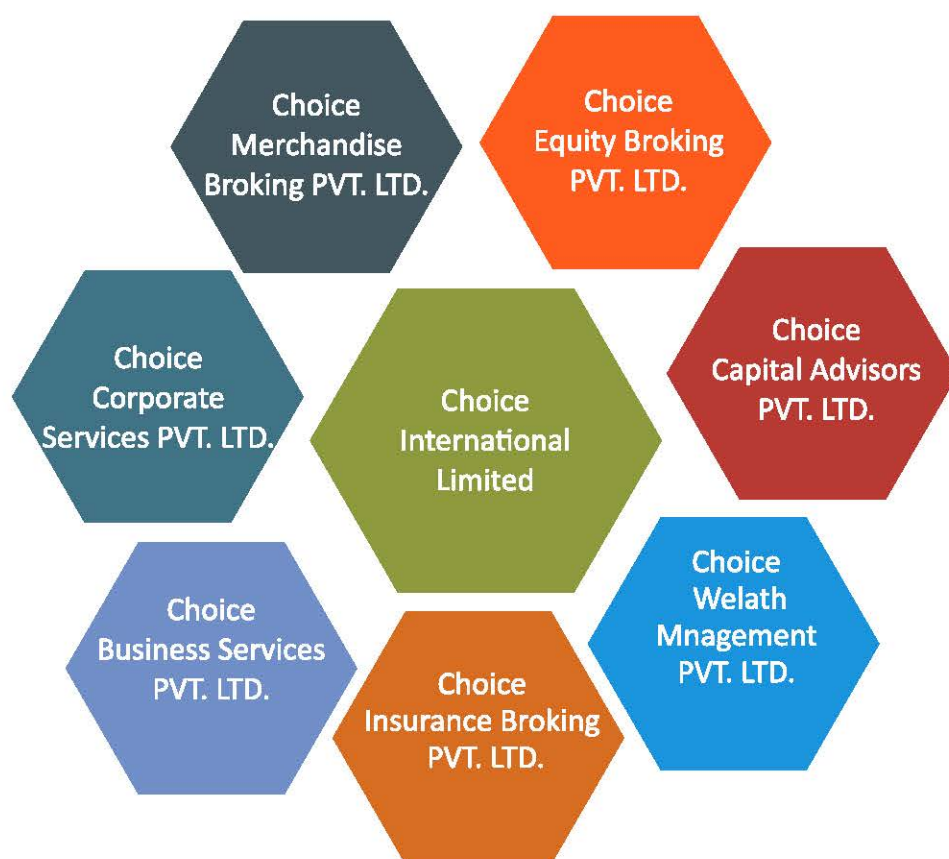 Choice
Merchandise
Broking PVT. LTD.
Choice
Equity Broking
PVT. LTD.
Choice
Corporate
Services PVT. LTD.
Choice
International
Limited
Choice
Capital Advisors
PVT. LTD.
Choice
Business Services
PVT. LTD.
Choice
Insurance Broking
PVT. LTD.
Choice
Welath
Mnagement
PVT. LTD.